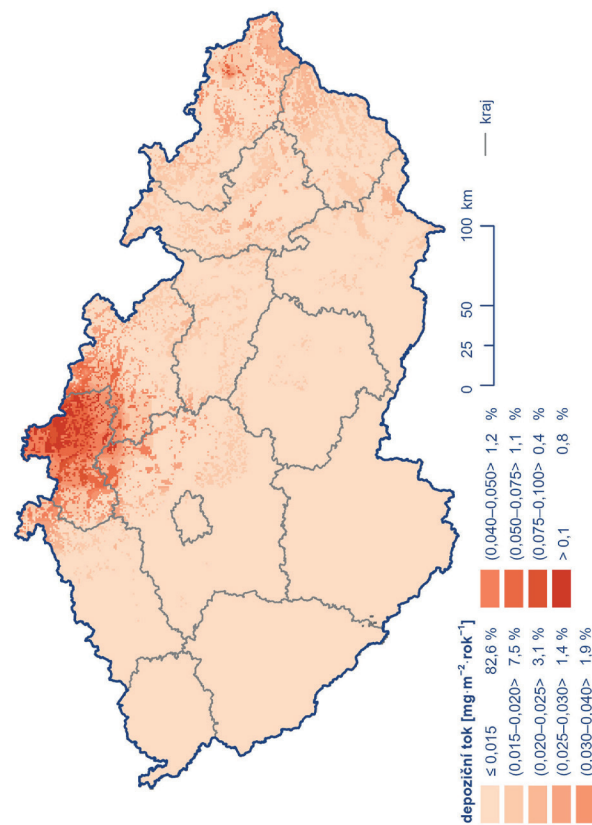 depoziční tok [mg·m⁻²·rok⁻¹]
≤ 0,015 82,6 %
(0,015–0,020> 7,5 %
(0,020–0,025> 3,1 %
(0,025–0,030> 1,4 %
(0,030–0,040> 1,9 %
(0,040–0,050> 1,2 %
(0,050–0,075> 1,1 %
(0,075–0,100> 0,4 %
> 0,1 0,8 %
0 25 50 100 km
kraj